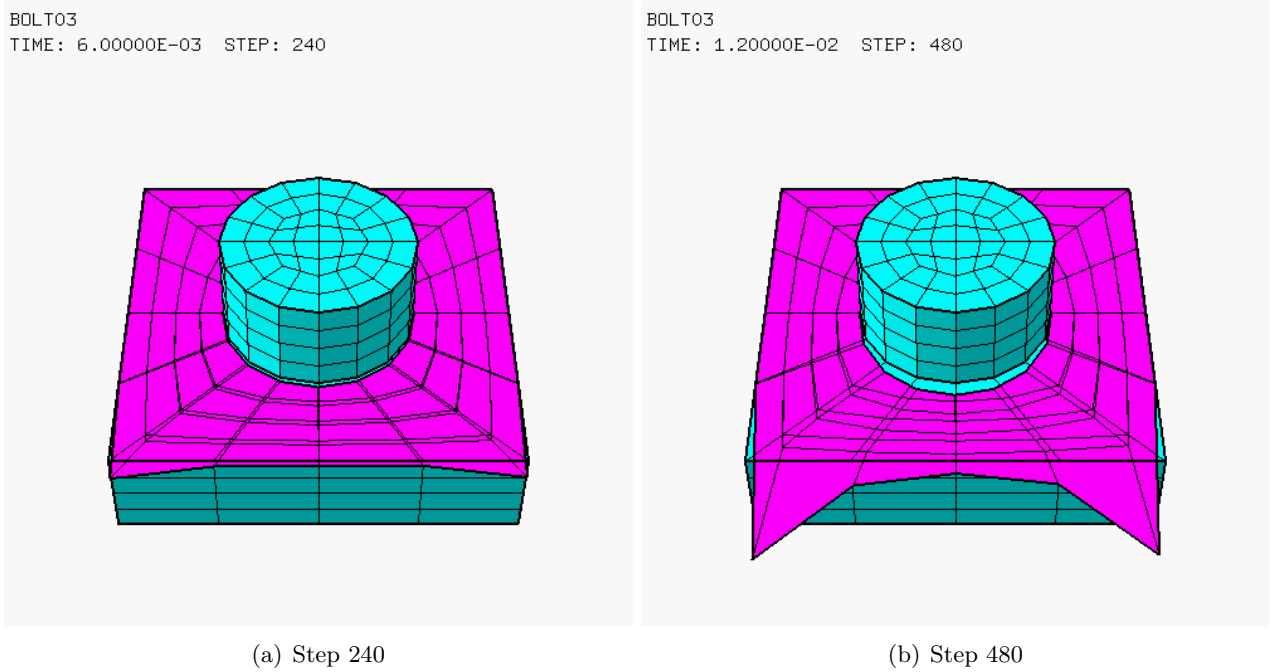 BOLT03
TIME: 6.00000E-03 STEP: 240
BOLT03
TIME: 1.20000E-02 STEP: 480
(a) Step 240
(b) Step 480